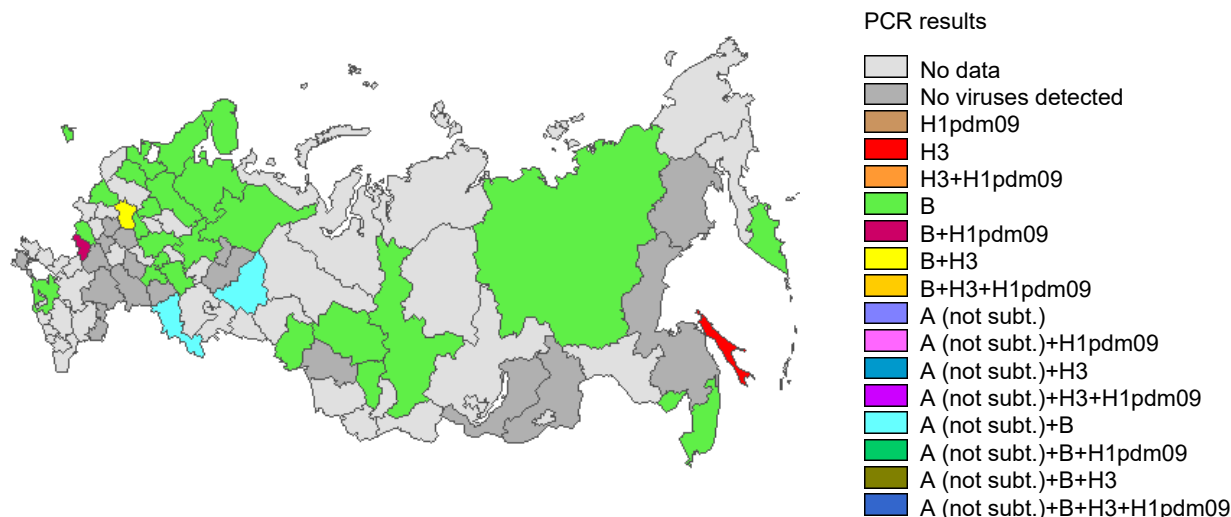 PCR results
No data
No viruses detected
H1pdm09
H3
H3+H1pdm09
B
B+H1pdm09
B+H3
B+H3+H1pdm09
A (not subt.)
A (not subt.)+H1pdm09
A (not subt.)+H3
A (not subt.)+H3+H1pdm09
A (not subt.)+B
A (not subt.)+B+H1pdm09
A (not subt.)+B+H3
A (not subt.)+B+H3+H1pdm09